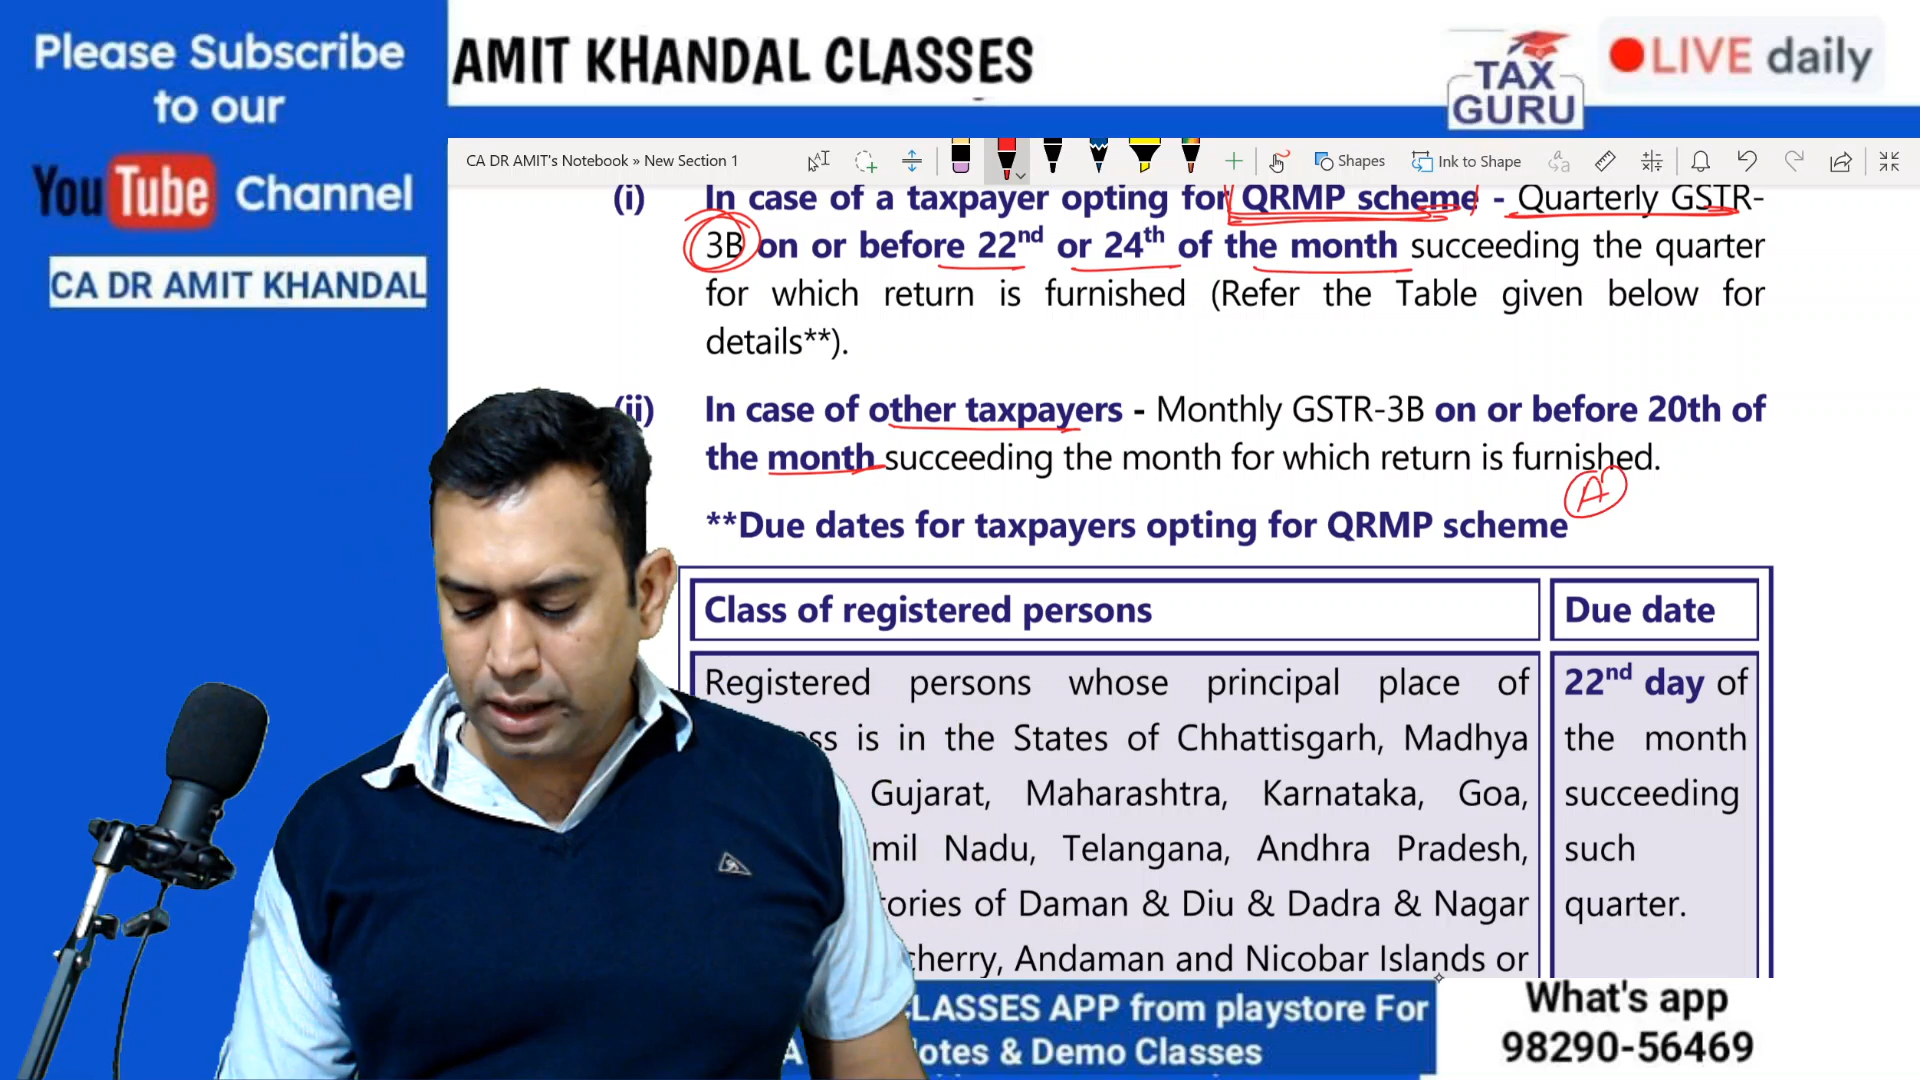 Please Subscribe
to our
YouTube Channel
CA DR AMIT KHANDAL
AMIT KHANDAL CLASSES
TAX
GURU
LIVE daily
CA DR AMIT's Notebook » New Section 1
Shapes
Ink to Shape
(i) In case of a taxpayer opting for QRMP scheme - Quarterly GSTR-
3B on or before 22nd or 24th of the month succeeding the quarter
for which return is furnished (Refer the Table given below for
details**).
(ii) In case of other taxpayers - Monthly GSTR-3B on or before 20th of
the month succeeding the month for which return is furnished.
A
**Due dates for taxpayers opting for QRMP scheme
Class of registered persons
Due date
Registered persons whose principal place of
is in the States of Chhattisgarh, Madhya
Gujarat, Maharashtra, Karnataka, Goa,
Nadu, Telangana, Andhra Pradesh,
of Daman & Diu & Dadra & Nagar
Andaman and Nicobar Islands or
22nd day of
the month
succeeding
such
quarter.
CLASSES APP from playstore For
Notes & Demo Classes
What's app
98290-56469